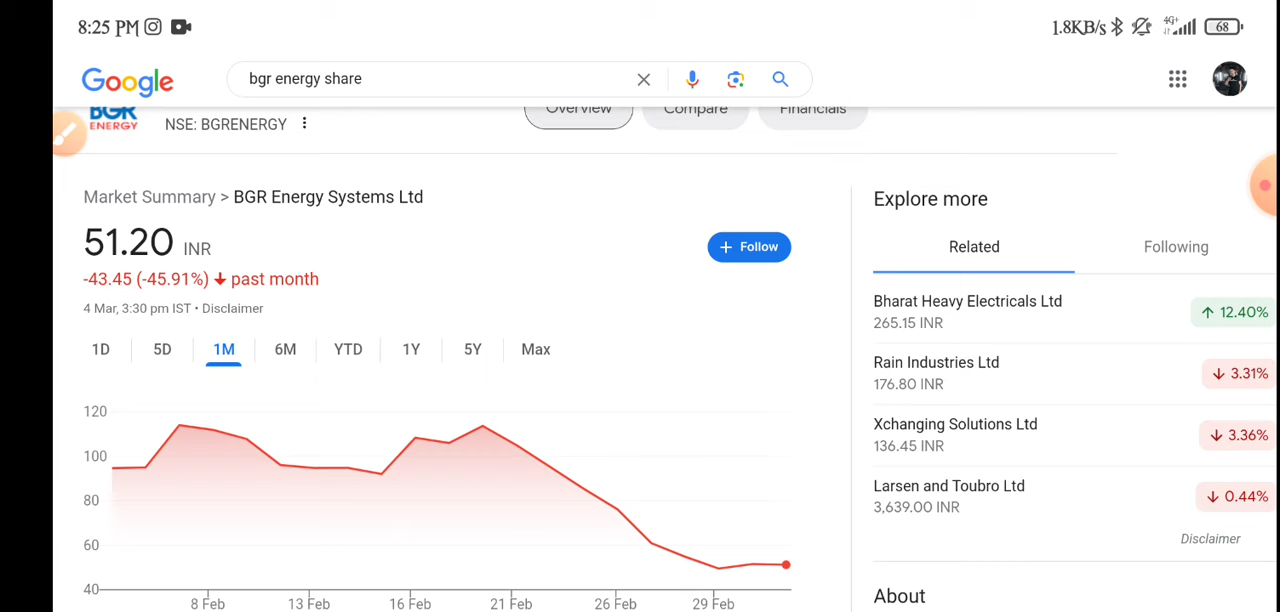 8:25 PM
1.8KB/s 4G+ 68
Google
bgr energy share
BGR
ENERGY
NSE: BGRENERGY
Overview
Compare
Financials
Market Summary > BGR Energy Systems Ltd
51.20 INR
+ Follow
-43.45 (-45.91%) ↓ past month
4 Mar, 3:30 pm IST • Disclaimer
1D 5D 1M 6M YTD 1Y 5Y Max
120
100
80
60
40
8 Feb 13 Feb 16 Feb 21 Feb 26 Feb 29 Feb
Explore more
Related Following
Bharat Heavy Electricals Ltd
265.15 INR
↑ 12.40%
Rain Industries Ltd
176.80 INR
↓ 3.31%
Xchanging Solutions Ltd
136.45 INR
↓ 3.36%
Larsen and Toubro Ltd
3,639.00 INR
↓ 0.44%
Disclaimer
About